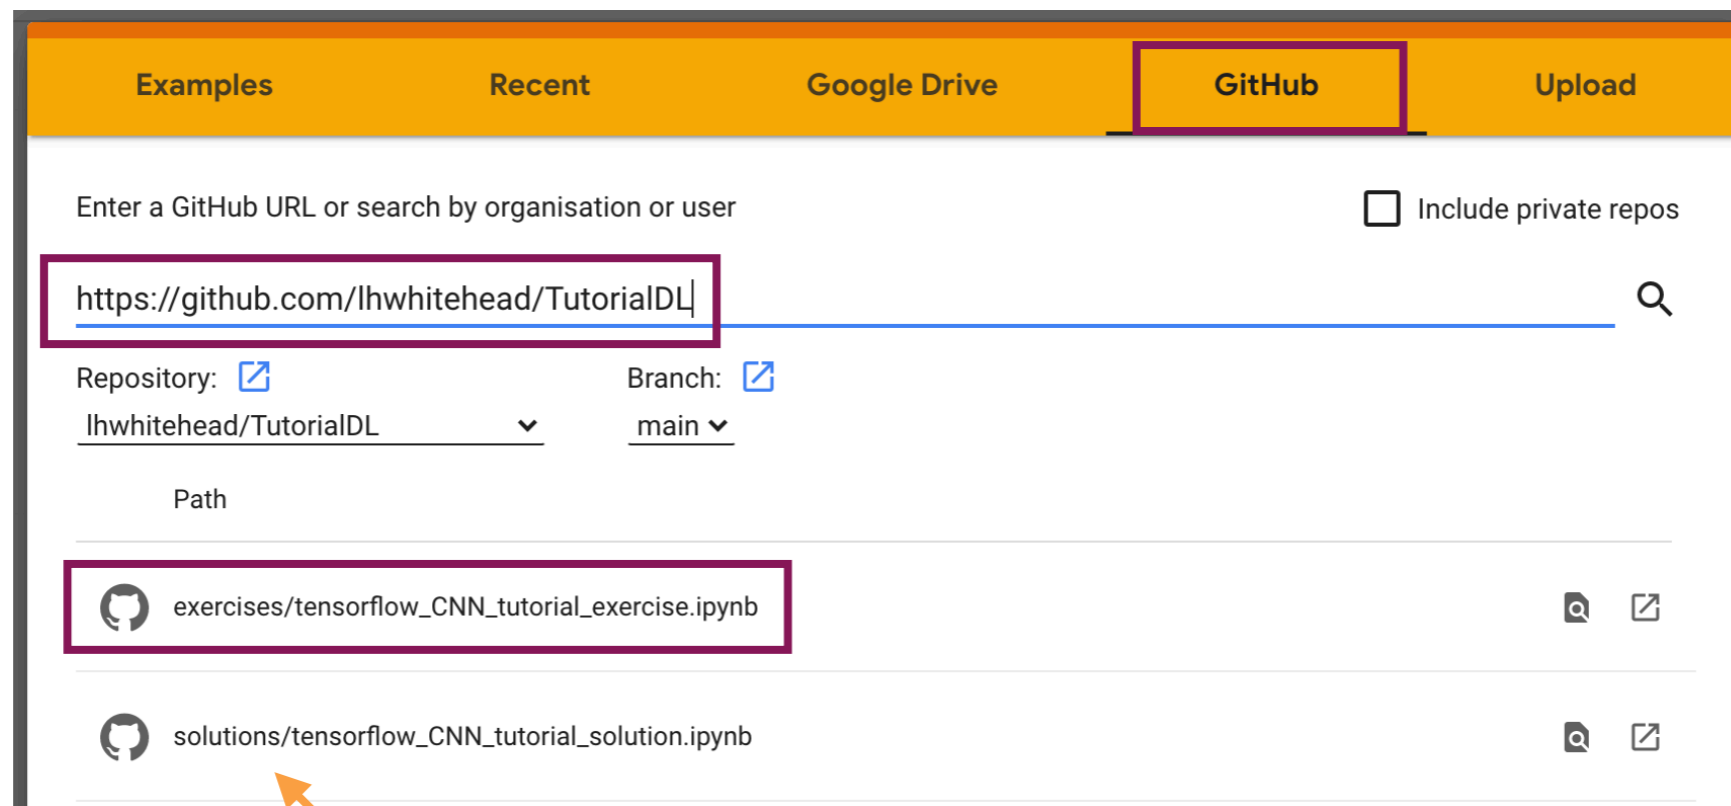 Examples Recent Google Drive GitHub Upload
Enter a GitHub URL or search by organisation or user Include private repos
https://github.com/lhwhitehead/TutorialDL
Repository: Branch:
lhwhitehead/TutorialDL main
Path
exercises/tensorflow_CNN_tutorial_exercise.ipynb
solutions/tensorflow_CNN_tutorial_solution.ipynb